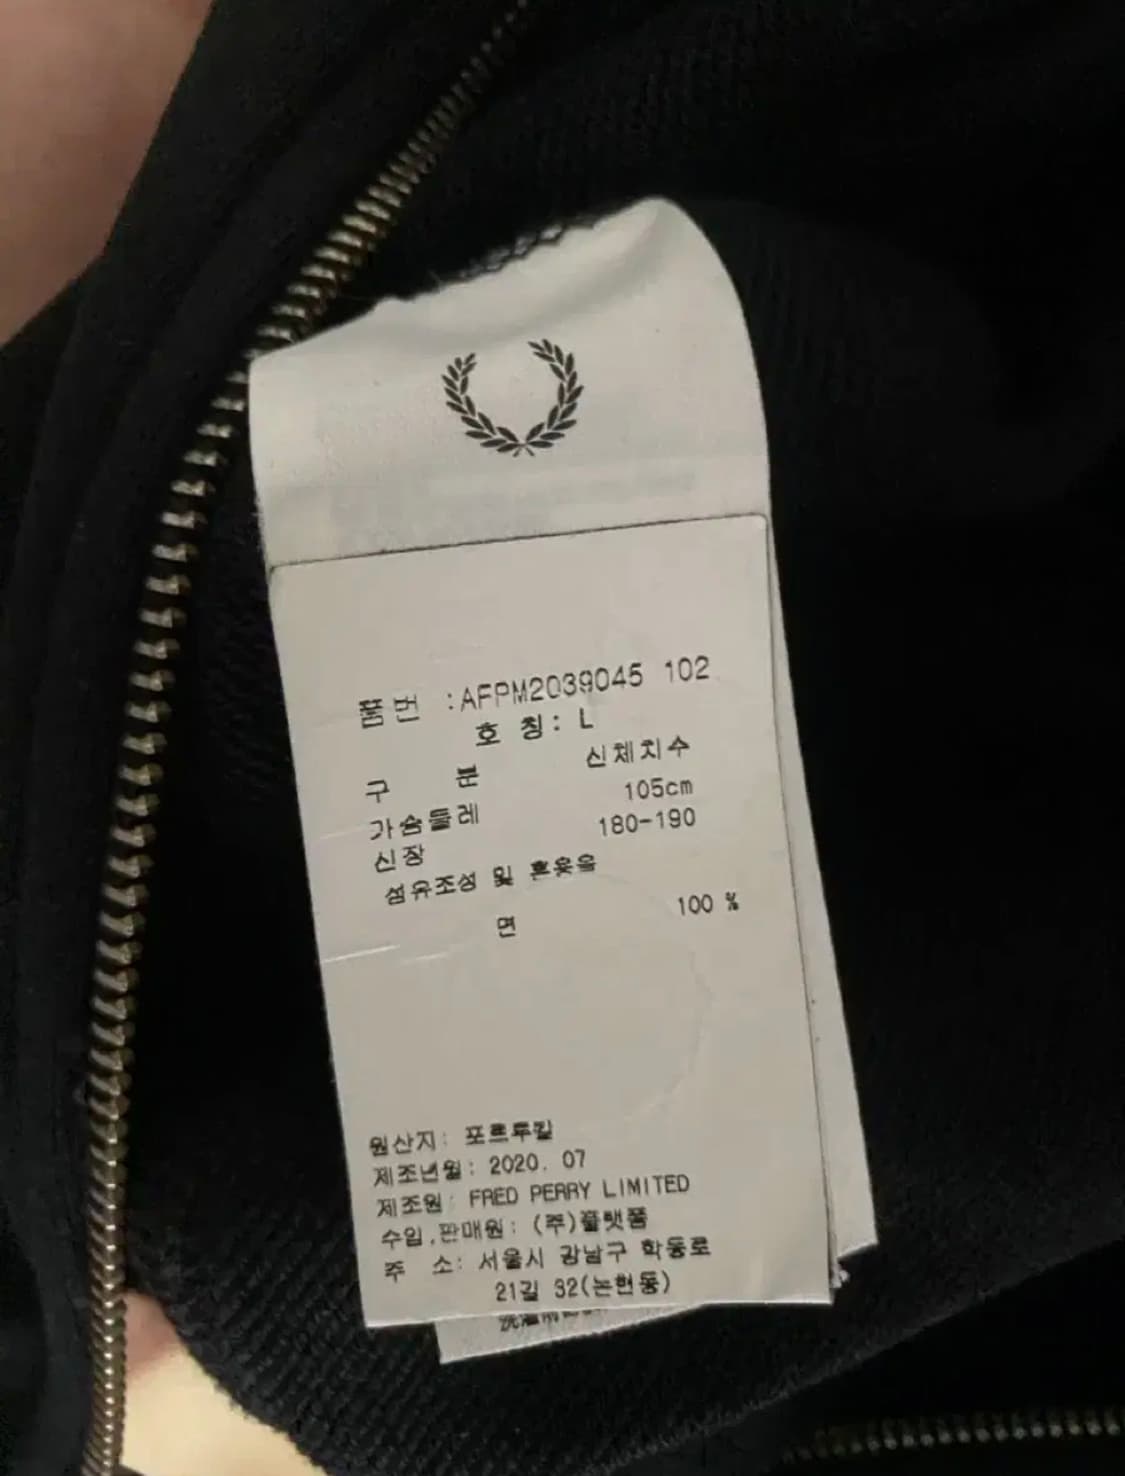 품번 :AFPM2039045 102
호 칭: L
구 분 신체치수
가슴둘레 105cm
신장 180-190
섬유조성 및 혼용율
면 100 %
원산지: 포르투칼
제조년월: 2020. 07
제조원: FRED PERRY LIMITED
수입,판매원: (주)플랫폼
주 소: 서울시 강남구 학동로
21길 32(논현동)